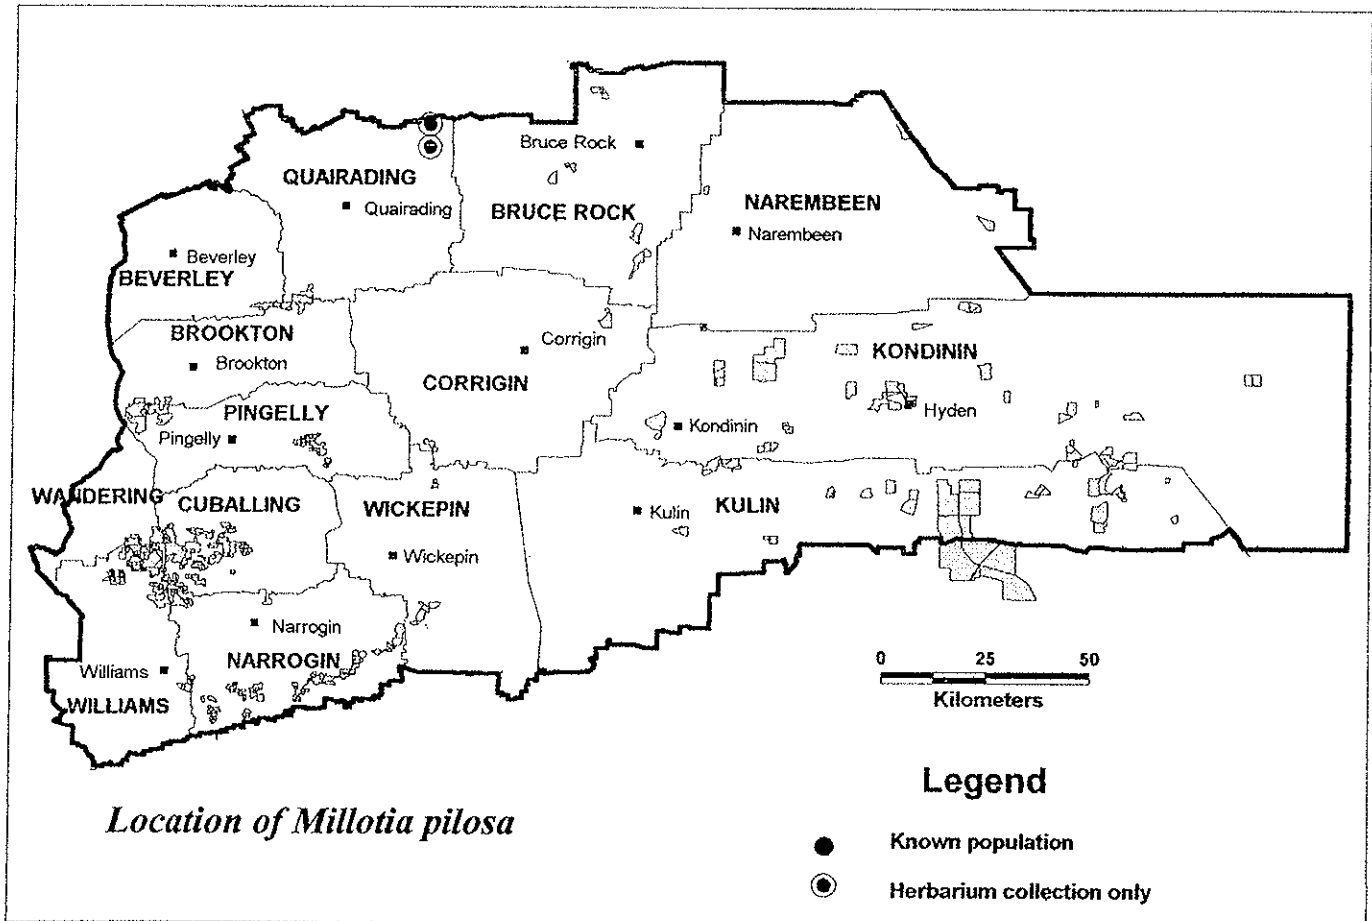 Bruce Rock
QUAIRADING
Quairading
BRUCE ROCK
NAREMBEEN
Narembeen
Beverley
BEVERLEY
BROOKTON
Brookton
Corrigin
CORRIGIN
KONDININ
Hyden
PINGELLY
Pingelly
Kondinin
WANDERING
CUBALLING
WICKEPIN
Wickepin
Kulin
KULIN
Narrogin
NARROGIN
Williams
WILLIAMS
0 25 50
Kilometers
Location of Millotia pilosa
Legend
Known population
Herbarium collection only